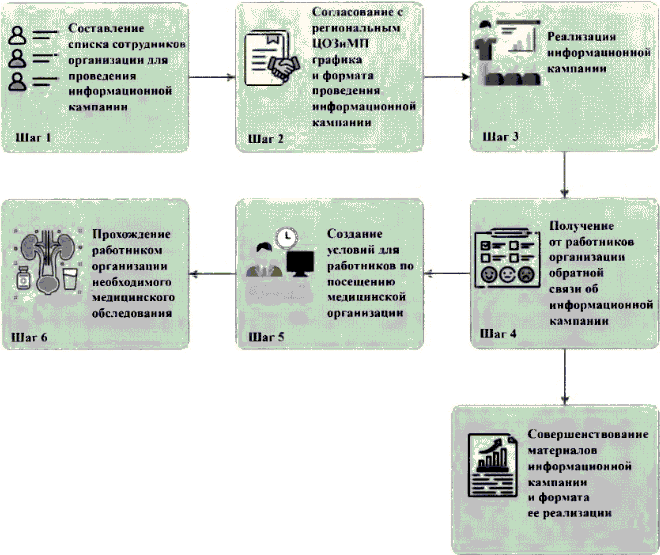 Составление
списка сотрудников
организации для
проведения
информационной
кампании
Шаг 1
Согласование с
региональным
ЦОЗиМП
графика
и формата
проведения
информационной
кампании
Шаг 2
Реализация
информационной
кампании
Шаг 3
Получение
от работников
организации
обратной
связи об
информационной
кампании
Шаг 4
Создание
условий для
работников по
посещению
медицинской
организации
Шаг 5
Прохождение
работником
организации
необходимого
медицинского
обследования
Шаг 6
Совершенствование
материалов
информационной
кампании
и формата
ее реализации